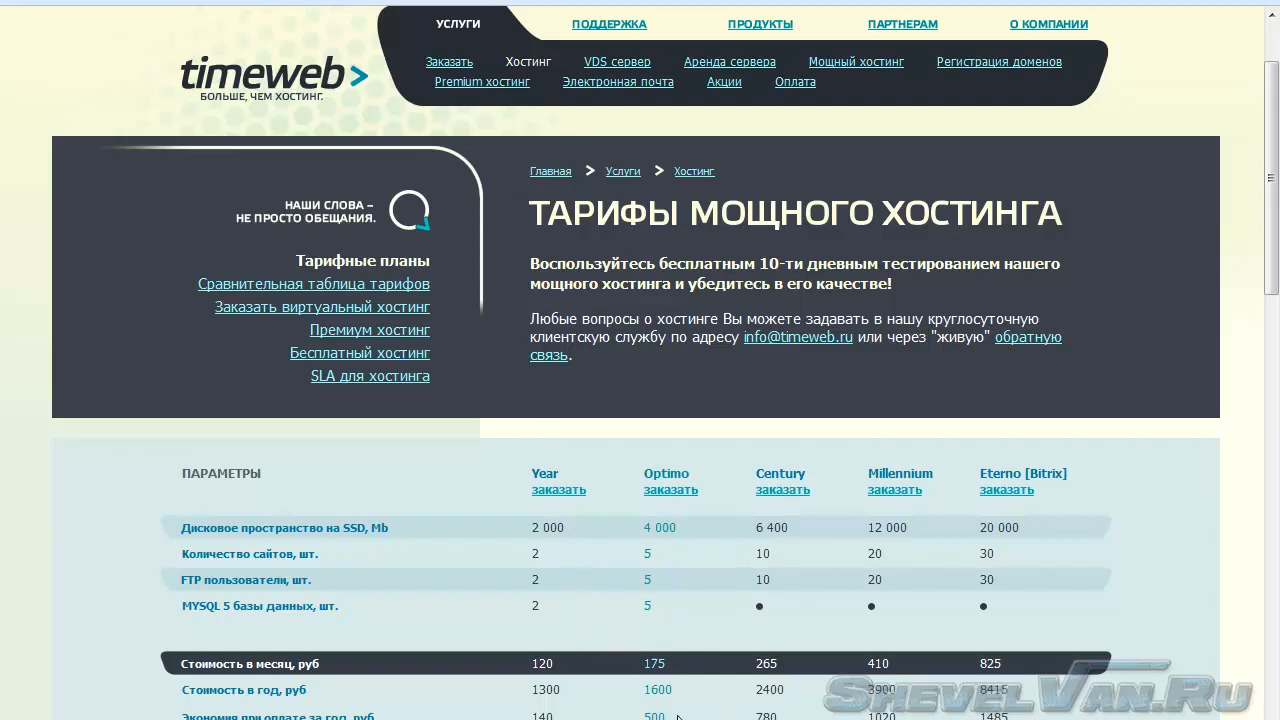 УСЛУГИ
ПОДДЕРЖКА
ПРОДУКТЫ
ПАРТНЕРАМ
О КОМПАНИИ
Заказать Хостинг VDS сервер Аренда сервера Мощный хостинг Регистрация доменов
Premium хостинг Электронная почта Акции Оплата
timeweb>
БОЛЬШЕ, ЧЕМ ХОСТИНГ.
НАШИ СЛОВА –
НЕ ПРОСТО ОБЕЩАНИЯ.
Тарифные планы
Сравнительная таблица тарифов
Заказать виртуальный хостинг
Премиум хостинг
Бесплатный хостинг
SLA для хостинга
Главная > Услуги > Хостинг
ТАРИФЫ МОЩНОГО ХОСТИНГА
Воспользуйтесь бесплатным 10-ти дневным тестированием нашего
мощного хостинга и убедитесь в его качестве!
Любые вопросы о хостинге Вы можете задавать в нашу круглосуточную
клиентскую службу по адресу info@timeweb.ru или через "живую" обратную
связь.
ПАРАМЕТРЫ Year Optimo Century Millennium Eterno [Bitrix]
заказать заказать заказать заказать заказать
Дисковое пространство на SSD, Mb 2 000 4 000 6 400 12 000 20 000
Количество сайтов, шт. 2 5 10 20 30
FTP пользователи, шт. 2 5 10 20 30
MYSQL 5 базы данных, шт. 2 5 ● ● ●
Стоимость в месяц, руб 120 175 265 410 825
Стоимость в год, руб 1300 1600 2400 3900 8415
Экономия при оплате за год, руб 140 500 780 1020 1485
SHEVELVAN.RU